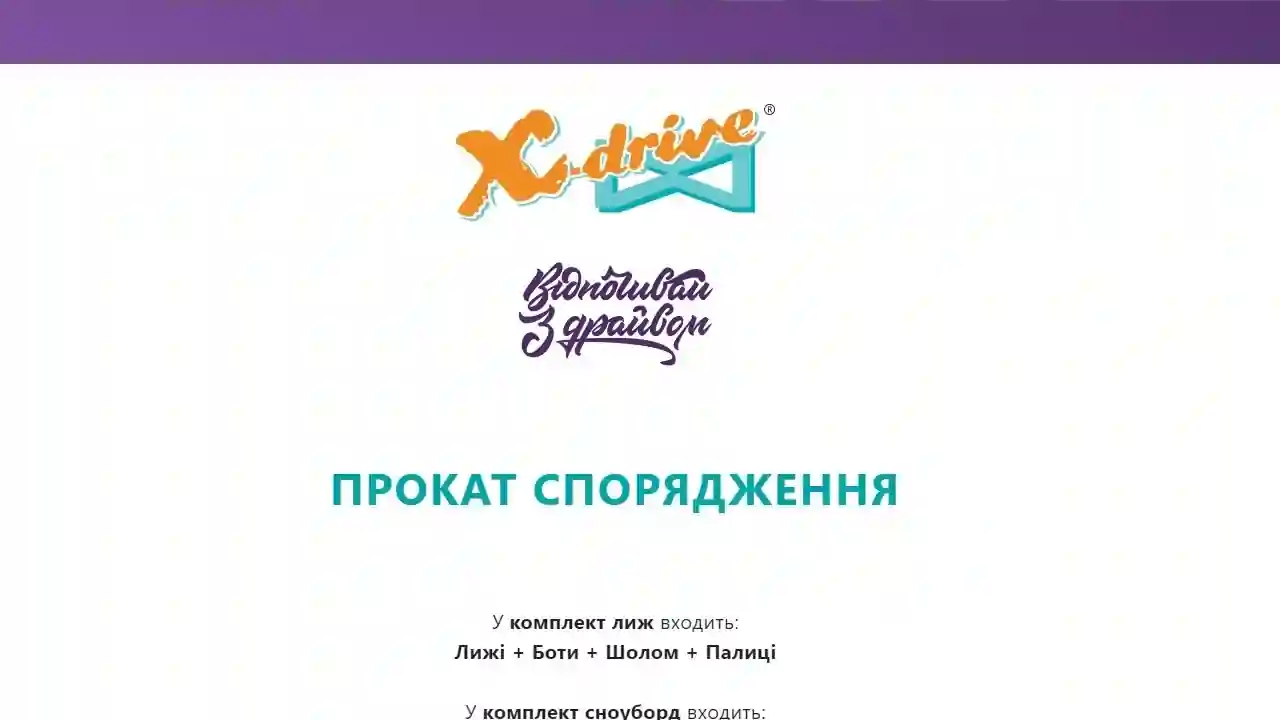 X-drive®
Відпочивай
З драйвом
ПРОКАТ СПОРЯДЖЕННЯ
У комплект лиж входить:
Лижі + Боти + Шолом + Палиці
У комплект сноуборд входить: